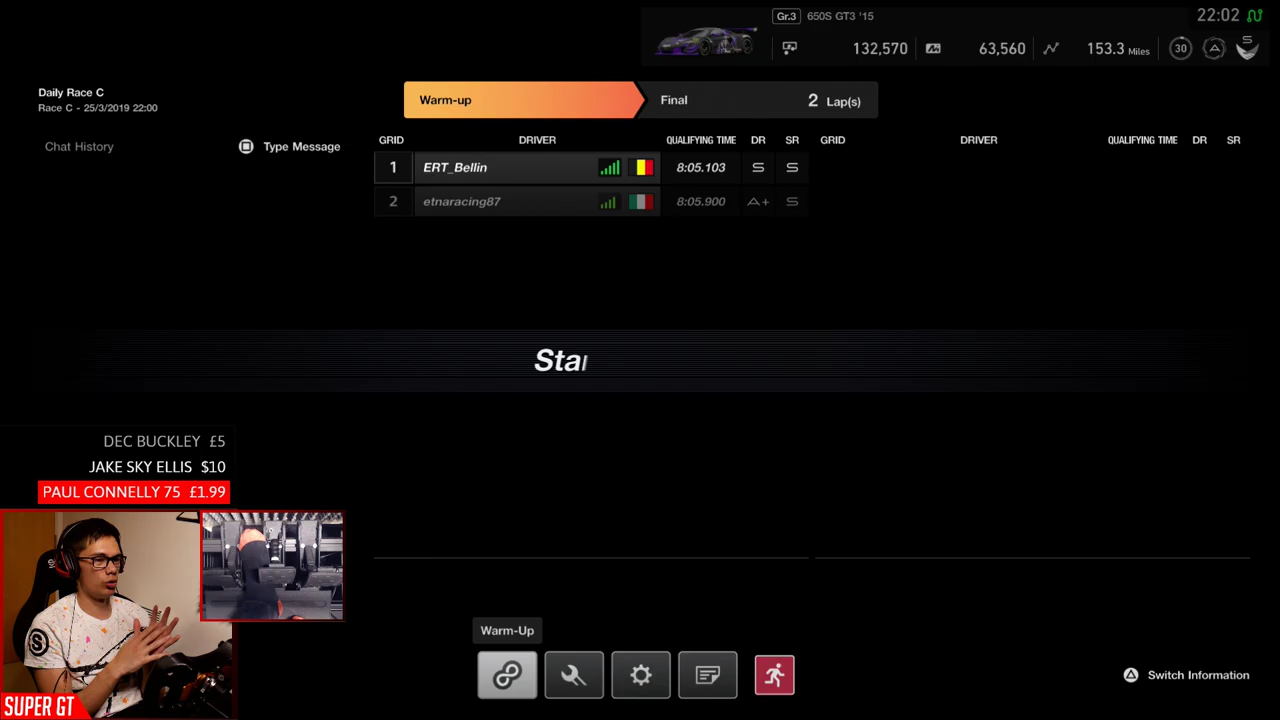 Gr.3 650S GT3 '15
22:02
132,570 63,560 153.3 Miles 30 A S
Daily Race C
Race C - 25/3/2019 22:00
Warm-up Final 2 Lap(s)
Chat History Type Message
GRID DRIVER QUALIFYING TIME DR SR GRID DRIVER QUALIFYING TIME DR SR
1 ERT_Bellin 8:05.103 S S
2 etnaracing87 8:05.900 A+ S
Sta
DEC BUCKLEY £5
JAKE SKY ELLIS $10
PAUL CONNELLY 75 £1.99
Warm-Up
Switch Information
SUPER GT